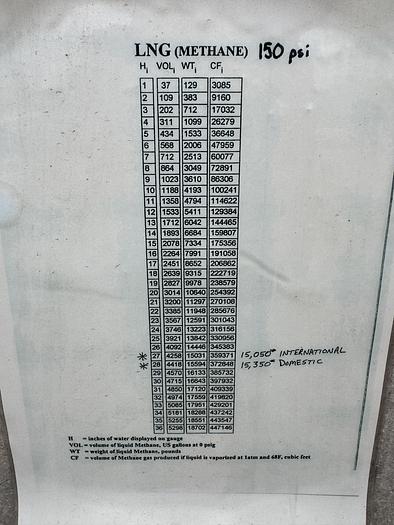 LNG (METHANE) 150 psi
H, VOL, WT, CF,
1 37 129 3085
2 109 383 9160
3 202 712 17032
4 311 1099 26279
5 434 1533 36648
6 568 2006 47959
7 712 2513 60077
8 864 3049 72891
9 1023 3610 86306
10 1188 4193 100241
11 1358 4794 114622
12 1533 5411 129384
13 1712 6042 144465
14 1893 6684 159807
15 2078 7334 175356
16 2264 7991 191058
17 2451 8652 206862
18 2639 9315 222719
19 2827 9978 238579
20 3014 10640 254392
21 3200 11297 270108
22 3385 11948 285676
23 3567 12591 301043
24 3746 13223 316156
25 3921 13842 330956
26 4092 14446 345383
* 27 4258 15031 359371 15,050# INTERNATIONAL
* 28 4418 15594 372848 15,350# DOMESTIC
29 4570 16133 385732
30 4715 16643 397932
31 4850 17120 409339
32 4974 17559 419820
33 5085 17951 429201
34 5181 18288 437242
35 5255 18551 443547
36 5298 18702 447146
H = inches of water displayed on gauge
VOL = volume of liquid Methane, US gallons at 0 psig
WT = weight of liquid Methane, pounds
CF = volume of Methane gas produced if liquid is vaporized at 1atm and 68F, cubic feet